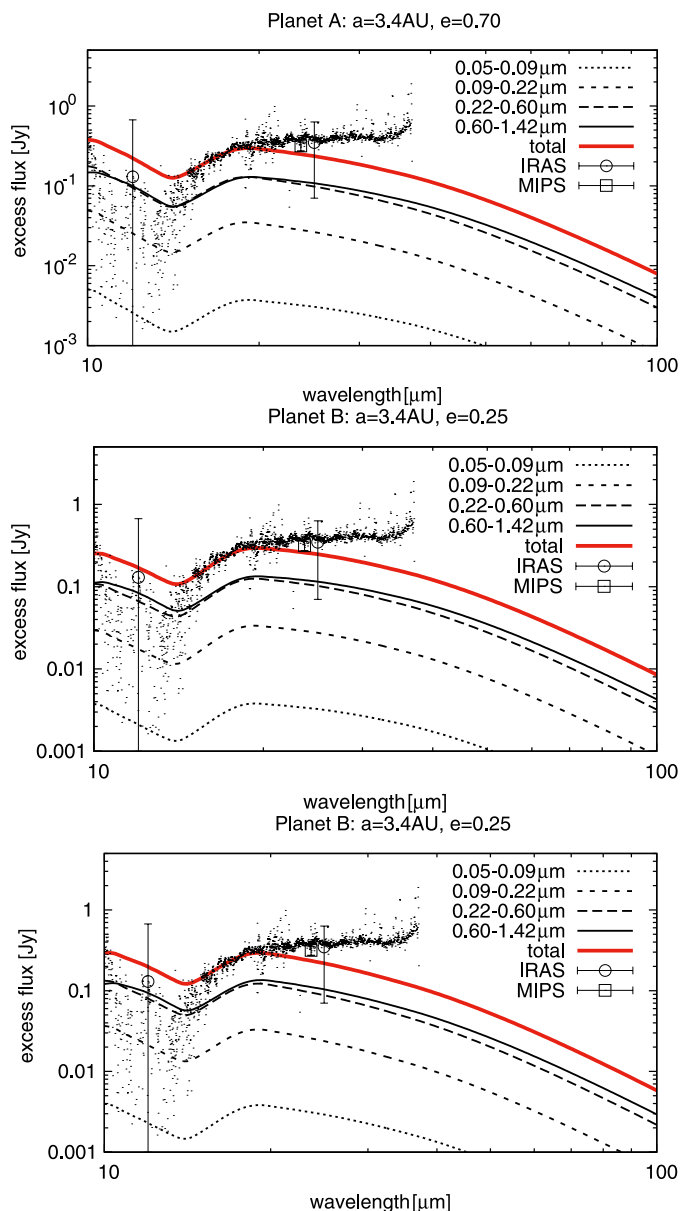 Planet A: a=3.4AU, e=0.70
excess flux [Jy]
10^0
10^-1
10^-2
10^-3
0.05-0.09μm
0.09-0.22μm
0.22-0.60μm
0.60-1.42μm
total
IRAS
MIPS
10
100
wavelength[μm]
Planet B: a=3.4AU, e=0.25
excess flux [Jy]
1
0.1
0.01
0.001
0.05-0.09μm
0.09-0.22μm
0.22-0.60μm
0.60-1.42μm
total
IRAS
MIPS
10
100
wavelength[μm]
Planet B: a=3.4AU, e=0.25
excess flux [Jy]
1
0.1
0.01
0.001
0.05-0.09μm
0.09-0.22μm
0.22-0.60μm
0.60-1.42μm
total
IRAS
MIPS
10
100
wavelength[μm]